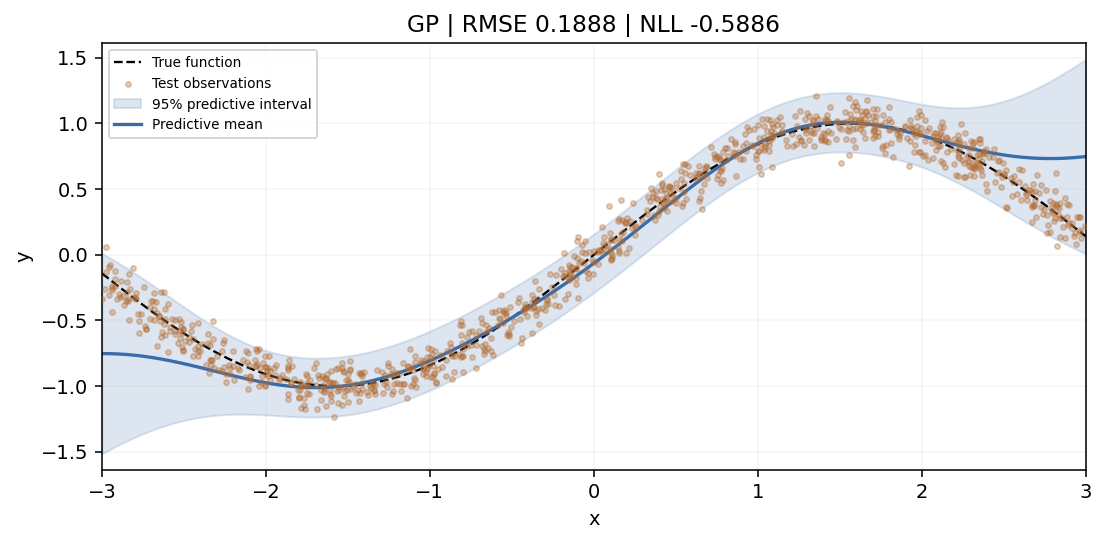 GP | RMSE 0.1888 | NLL -0.5886
True function
Test observations
95% predictive interval
Predictive mean
y
1.5
1.0
0.5
0.0
−0.5
−1.0
−1.5
−3
−2
−1
0
1
2
3
x